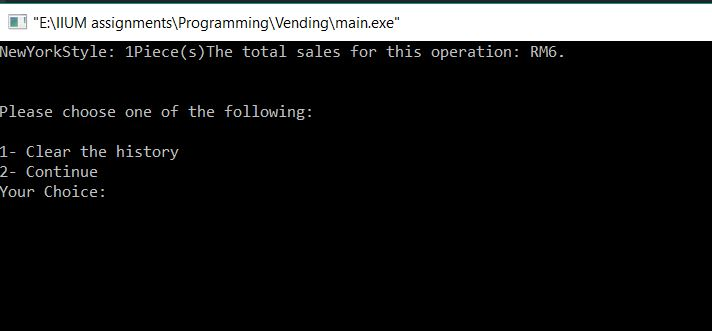 "E:\IIUM assignments\Programming\Vending\main.exe"
NewYorkStyle: 1Piece(s)The total sales for this operation: RM6.
Please choose one of the following:
1- Clear the history
2- Continue
Your Choice: